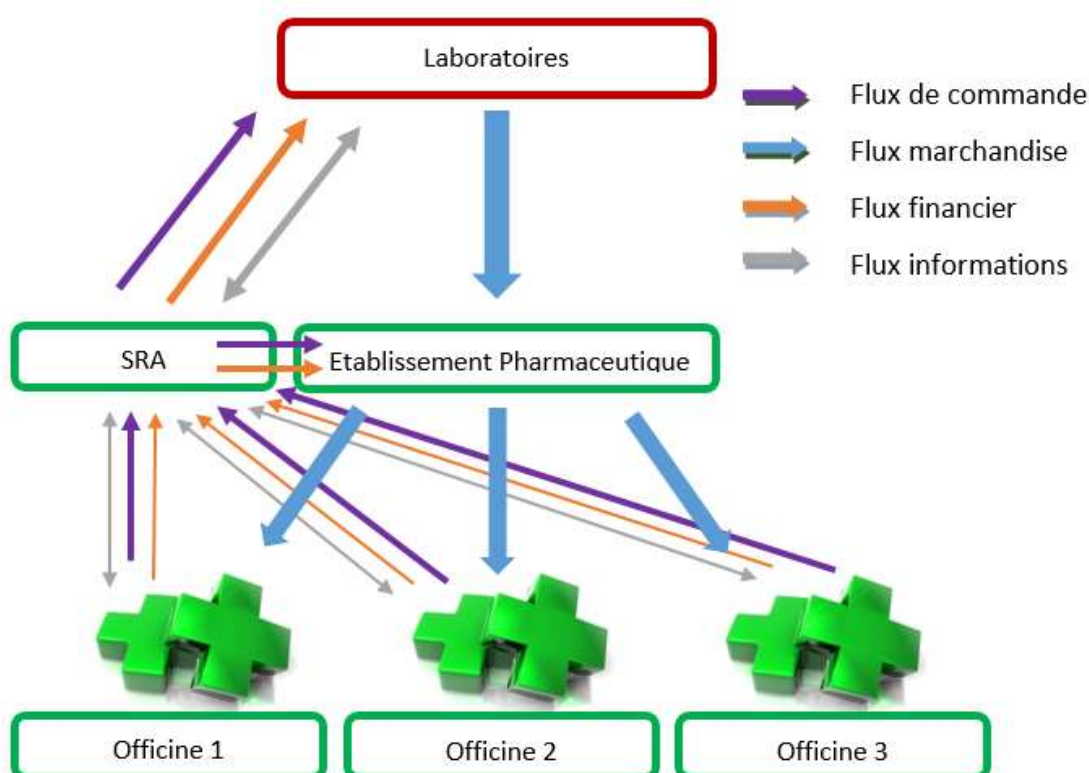 Laboratoires
Flux de commande
Flux marchandise
Flux financier
Flux informations
SRA
Etablissement Pharmaceutique
Officine 1
Officine 2
Officine 3